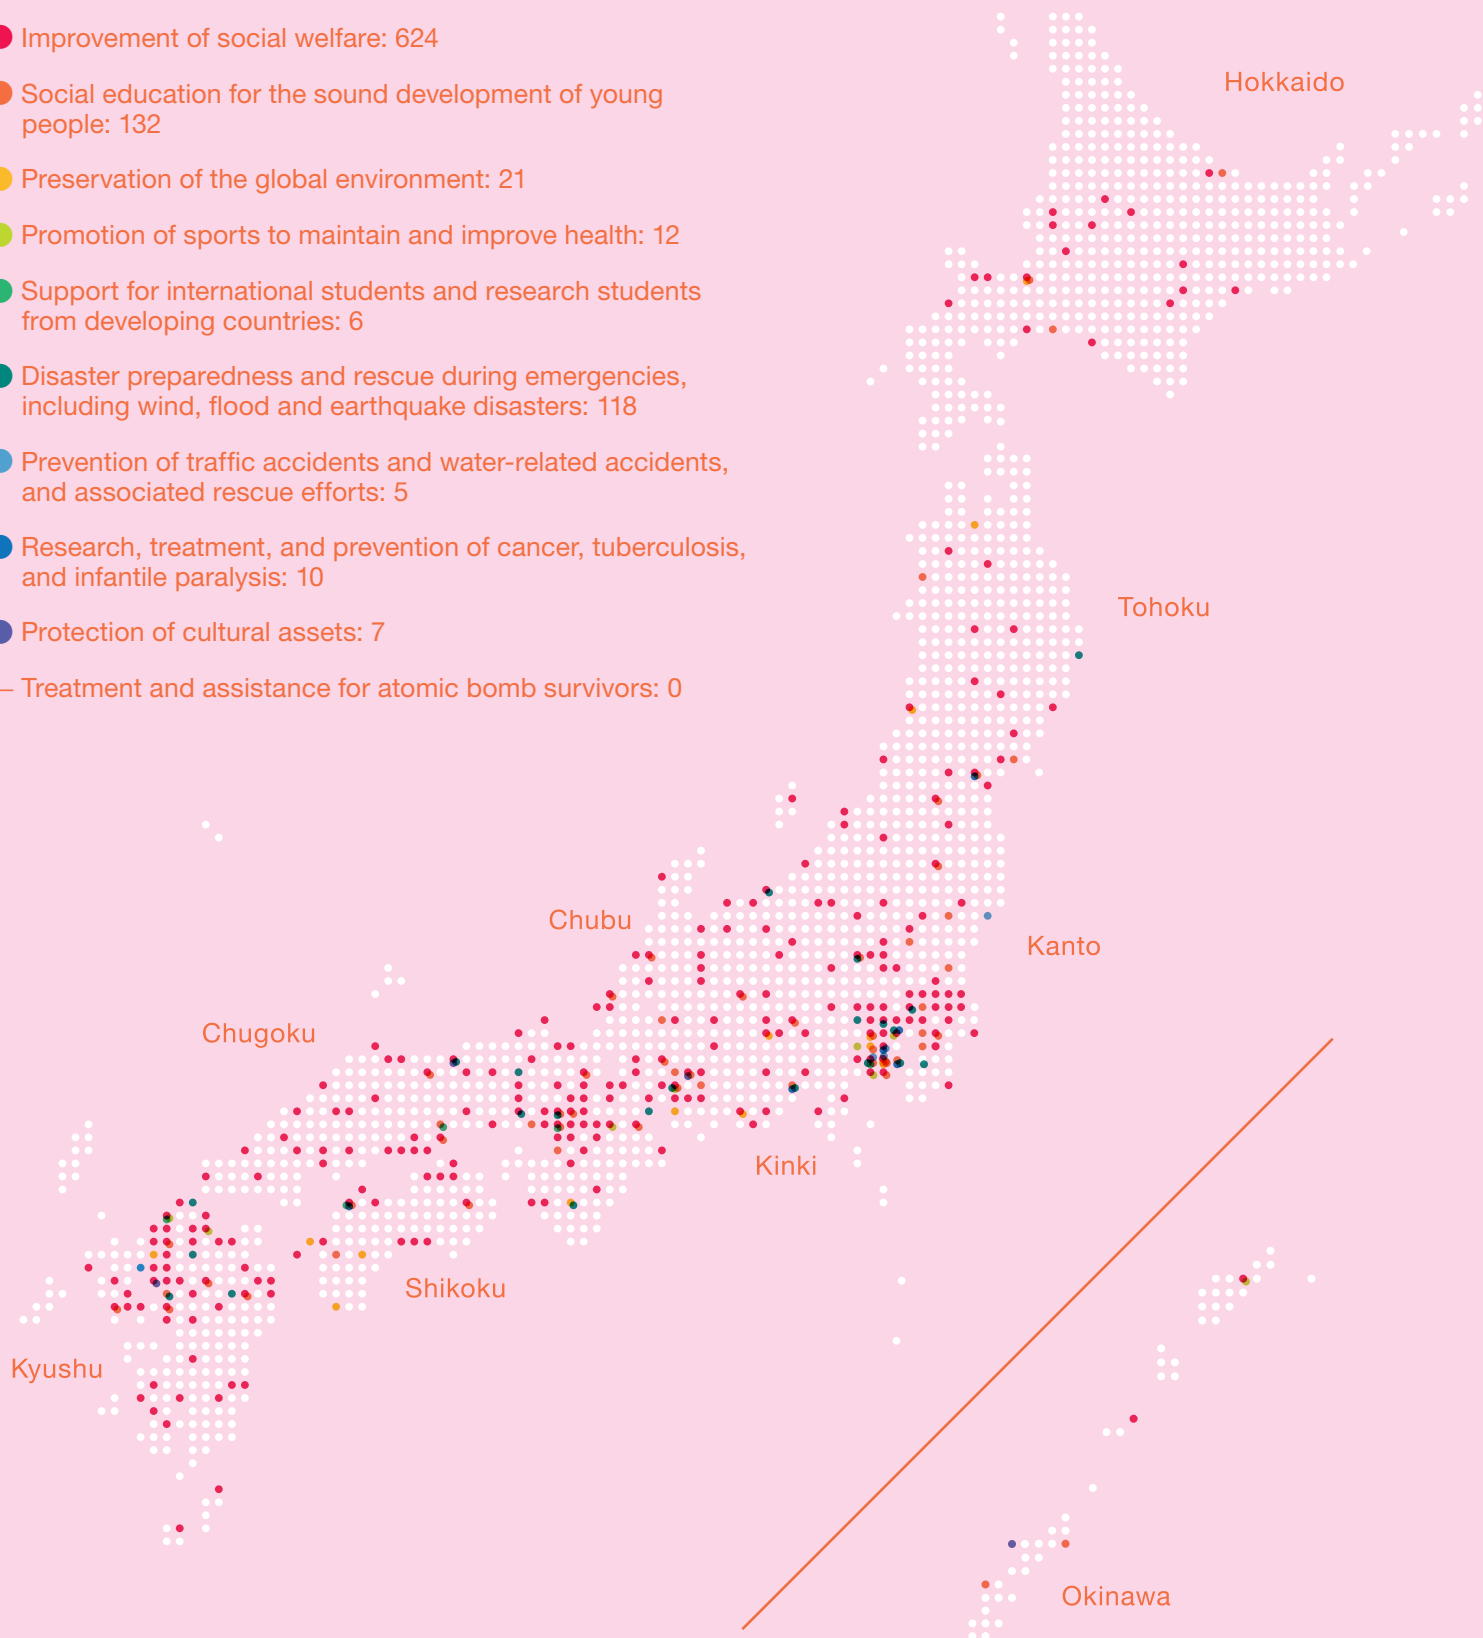 Improvement of social welfare: 624
Social education for the sound development of young
people: 132
Preservation of the global environment: 21
Promotion of sports to maintain and improve health: 12
Support for international students and research students
from developing countries: 6
Disaster preparedness and rescue during emergencies,
including wind, flood and earthquake disasters: 118
Prevention of traffic accidents and water-related accidents,
and associated rescue efforts: 5
Research, treatment, and prevention of cancer, tuberculosis,
and infantile paralysis: 10
Protection of cultural assets: 7
– Treatment and assistance for atomic bomb survivors: 0
Hokkaido
Tohoku
Chubu
Kanto
Chugoku
Kinki
Shikoku
Kyushu
Okinawa